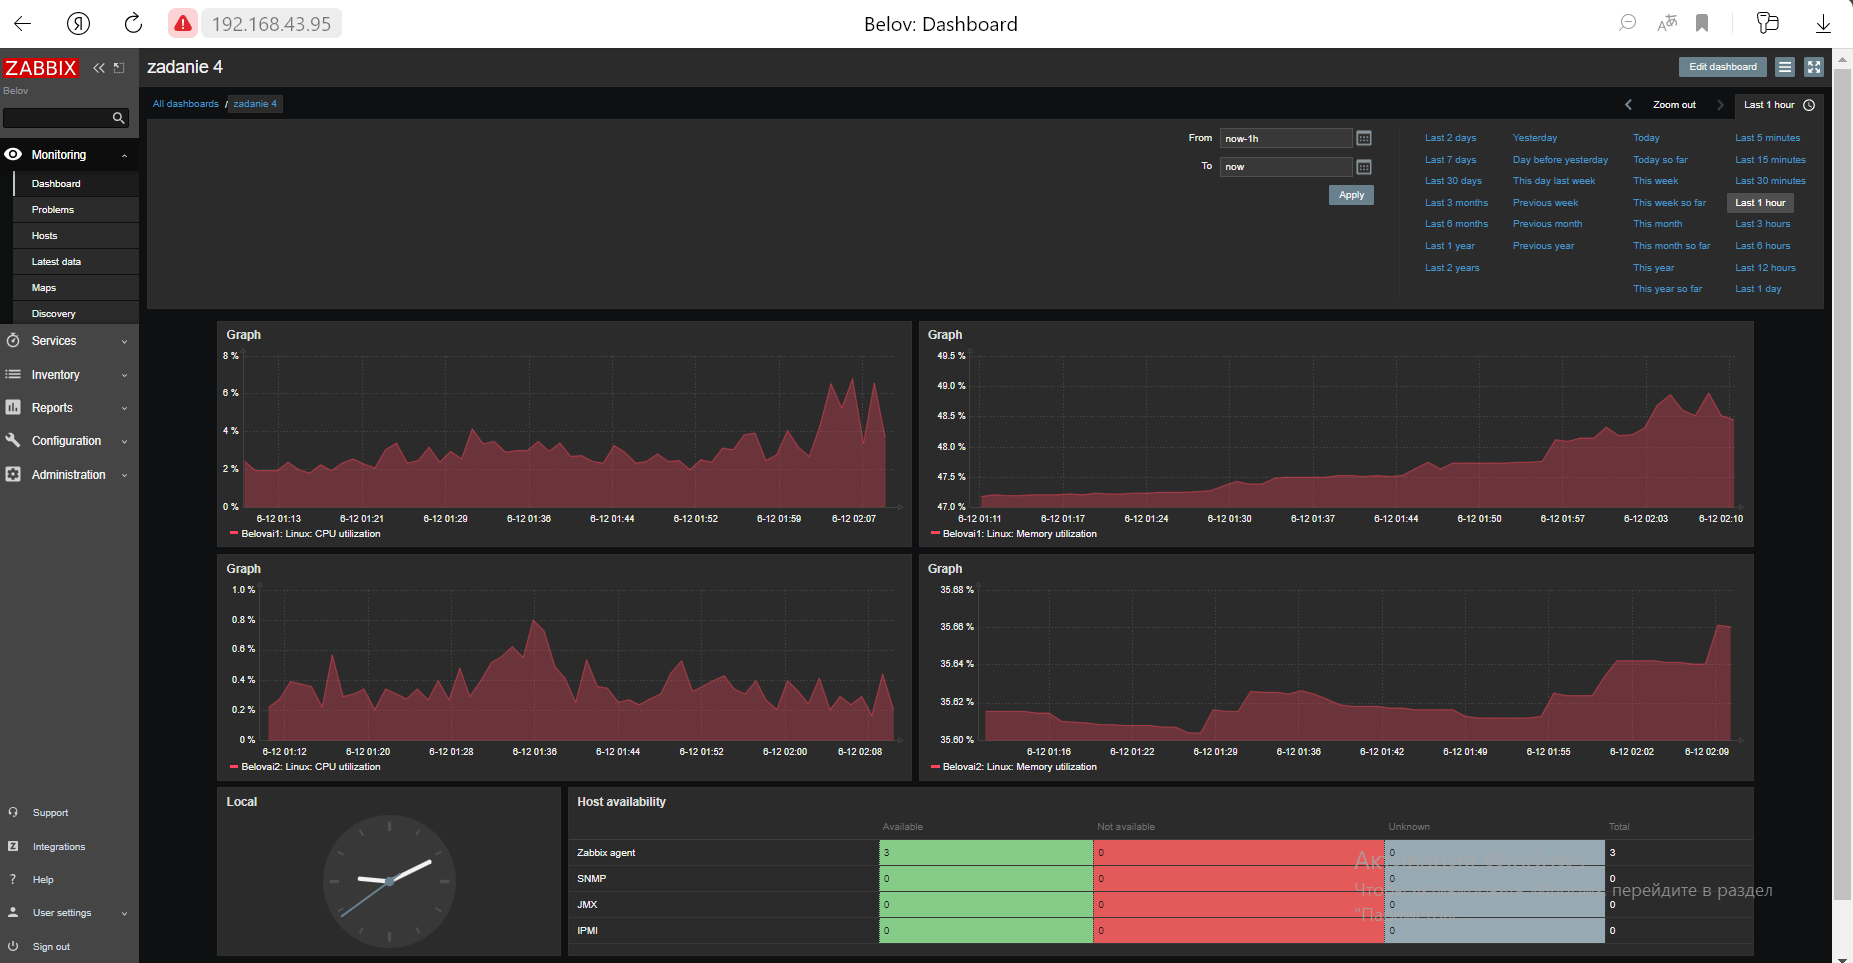 192.168.43.95
Belov: Dashboard
ZABBIX
Belov
zadanie 4
Edit dashboard
All dashboards / zadanie 4
Zoom out
Last 1 hour
Monitoring
Dashboard
Problems
Hosts
Latest data
Maps
Discovery
Services
Inventory
Reports
Configuration
Administration
Support
Integrations
Help
User settings
Sign out
From now-1h
To now
Apply
Last 2 days Yesterday Today Last 5 minutes
Last 7 days Day before yesterday Today so far Last 15 minutes
Last 30 days This day last week This week Last 30 minutes
Last 3 months Previous week This week so far Last 1 hour
Last 6 months Previous month This month Last 3 hours
Last 1 year Previous year This month so far Last 6 hours
Last 2 years This year Last 12 hours
This year so far Last 1 day
Graph
8 %
6 %
4 %
2 %
0 %
6-12 01:13 6-12 01:21 6-12 01:29 6-12 01:36 6-12 01:44 6-12 01:52 6-12 01:59 6-12 02:07
Belovai1: Linux: CPU utilization
Graph
49.5 %
49.0 %
48.5 %
48.0 %
47.5 %
47.0 %
6-12 01:11 6-12 01:17 6-12 01:24 6-12 01:30 6-12 01:37 6-12 01:44 6-12 01:50 6-12 01:57 6-12 02:03 6-12 02:10
Belovai1: Linux: Memory utilization
Graph
1.0 %
0.8 %
0.6 %
0.4 %
0.2 %
0 %
6-12 01:12 6-12 01:20 6-12 01:28 6-12 01:36 6-12 01:44 6-12 01:52 6-12 02:00 6-12 02:08
Belovai2: Linux: CPU utilization
Graph
35.68 %
35.66 %
35.64 %
35.62 %
35.60 %
6-12 01:16 6-12 01:22 6-12 01:29 6-12 01:36 6-12 01:42 6-12 01:49 6-12 01:55 6-12 02:02 6-12 02:09
Belovai2: Linux: Memory utilization
Local
Host availability
Available Not available Unknown Total
Zabbix agent 3 0 0 3
SNMP 0 0 0 0
JMX 0 0 0 0
IPMI 0 0 0 0
перейдите в раздел